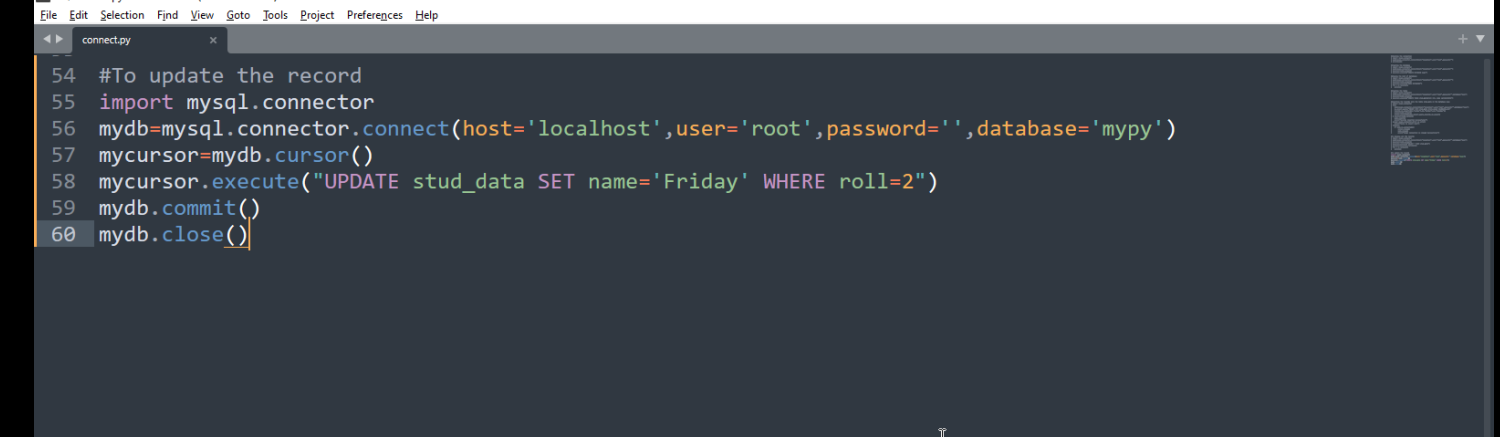 File Edit Selection Find View Goto Tools Project Preferences Help
connect.py
54 #To update the record
55 import mysql.connector
56 mydb=mysql.connector.connect(host='localhost',user='root',password='',database='mypy')
57 mycursor=mydb.cursor()
58 mycursor.execute("UPDATE stud_data SET name='Friday' WHERE roll=2")
59 mydb.commit()
60 mydb.close()